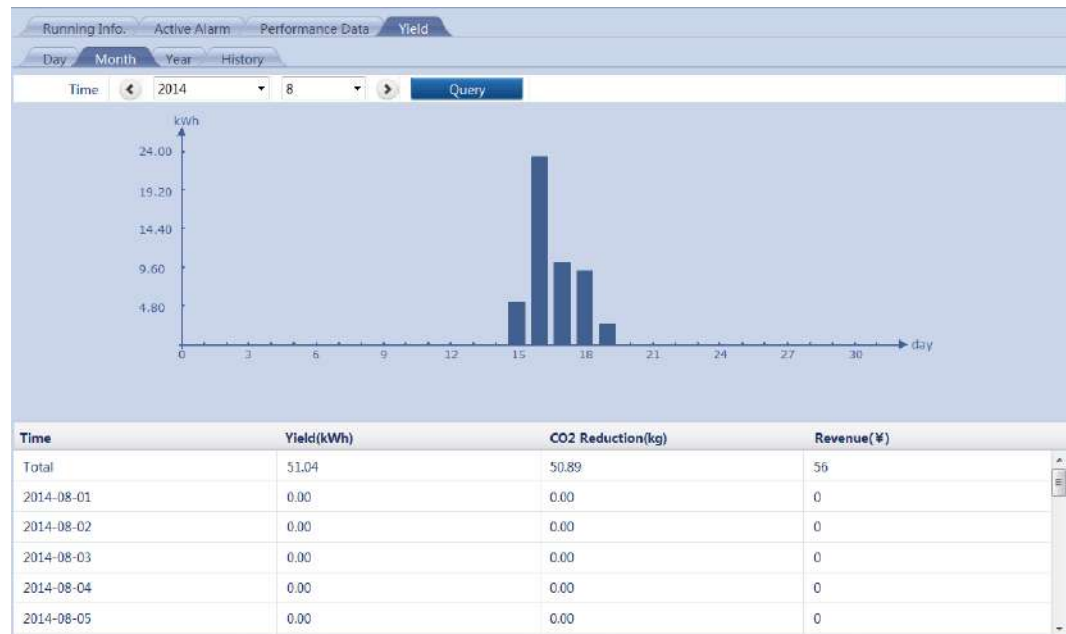 Running Info. Active Alarm Performance Data Yield
Day Month Year History
Time 2014 8 Query
kWh
24.00
19.20
14.40
9.60
4.80
0 3 6 9 12 15 18 21 24 27 30 day
Time Yield(kWh) CO2 Reduction(kg) Revenue(¥)
Total 51.04 50.89 56
2014-08-01 0.00 0.00 0
2014-08-02 0.00 0.00 0
2014-08-03 0.00 0.00 0
2014-08-04 0.00 0.00 0
2014-08-05 0.00 0.00 0